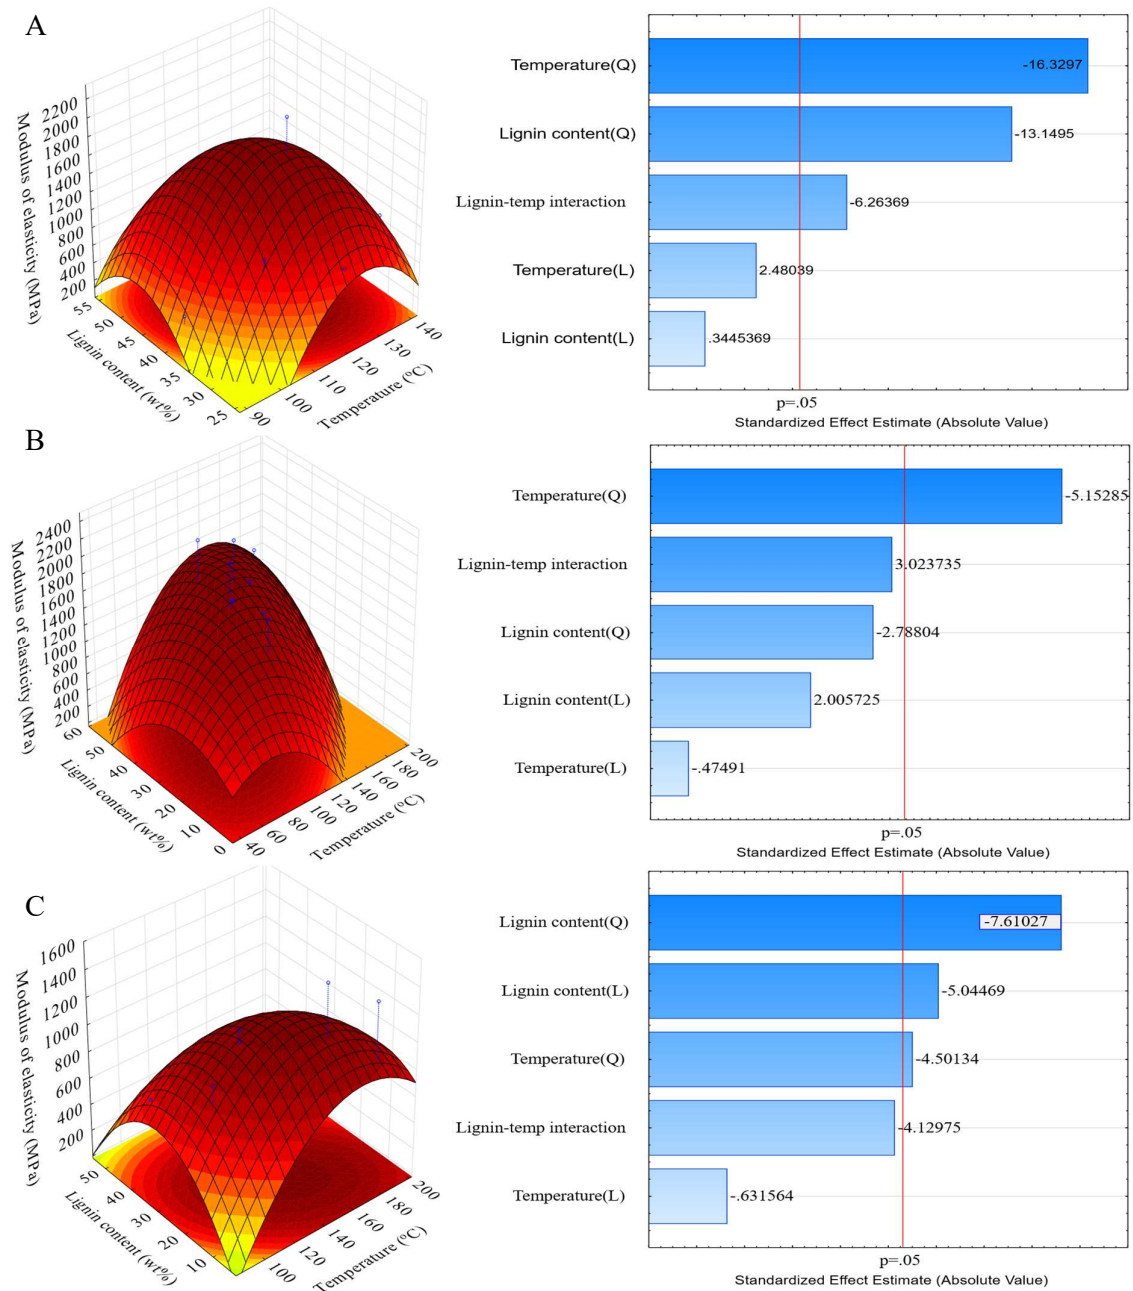 A
Modulus of elasticity (MPa)
2200
2000
1800
1600
1400
1200
1000
800
600
400
200
55
50
45
40
35
30
25
Lignin content (wt%)
90
100
110
120
130
140
Temperature (ºC)
Temperature(Q)
-16.3297
Lignin content(Q)
-13.1495
Lignin-temp interaction
-6.26369
Temperature(L)
2.48039
Lignin content(L)
.3445369
p=.05
Standardized Effect Estimate (Absolute Value)
B
Modulus of elasticity (MPa)
2400
2200
2000
1800
1600
1400
1200
1000
800
600
400
200
60
50
40
30
20
10
0
Lignin content (wt%)
40
60
80
100
120
140
160
180
200
Temperature (ºC)
Temperature(Q)
-5.15285
Lignin-temp interaction
3.023735
Lignin content(Q)
-2.78804
Lignin content(L)
2.005725
Temperature(L)
-.47491
p=.05
Standardized Effect Estimate (Absolute Value)
C
Modulus of elasticity (MPa)
1600
1400
1200
1000
800
600
400
200
50
40
30
20
10
Lignin content (wt%)
100
120
140
160
180
200
Temperature (ºC)
Lignin content(Q)
-7.61027
Lignin content(L)
-5.04469
Temperature(Q)
-4.50134
Lignin-temp interaction
-4.12975
Temperature(L)
-.631564
p=.05
Standardized Effect Estimate (Absolute Value)